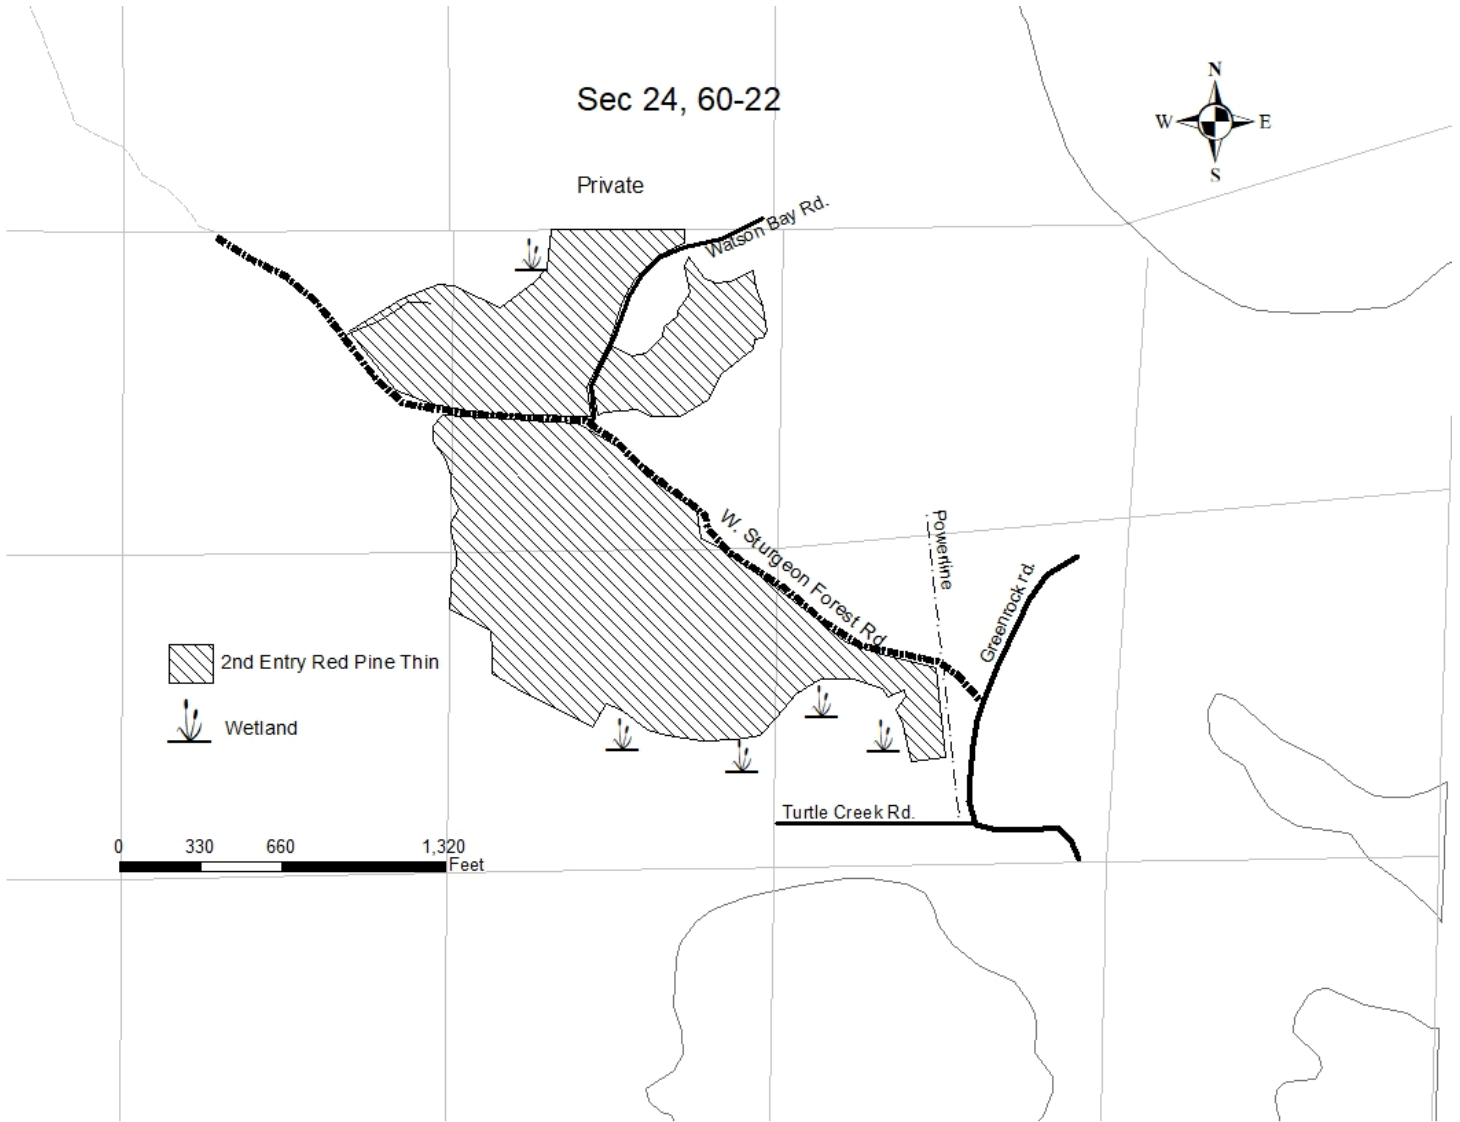 N
Sec 24, 60-22
W E
S
Private
Watson Bay Rd.
W. Sturgeon Forest Rd
Powerline
Greenrock rd.
2nd Entry Red Pine Thin
Wetland
Turtle Creek Rd.
0 330 660 1,320
Feet